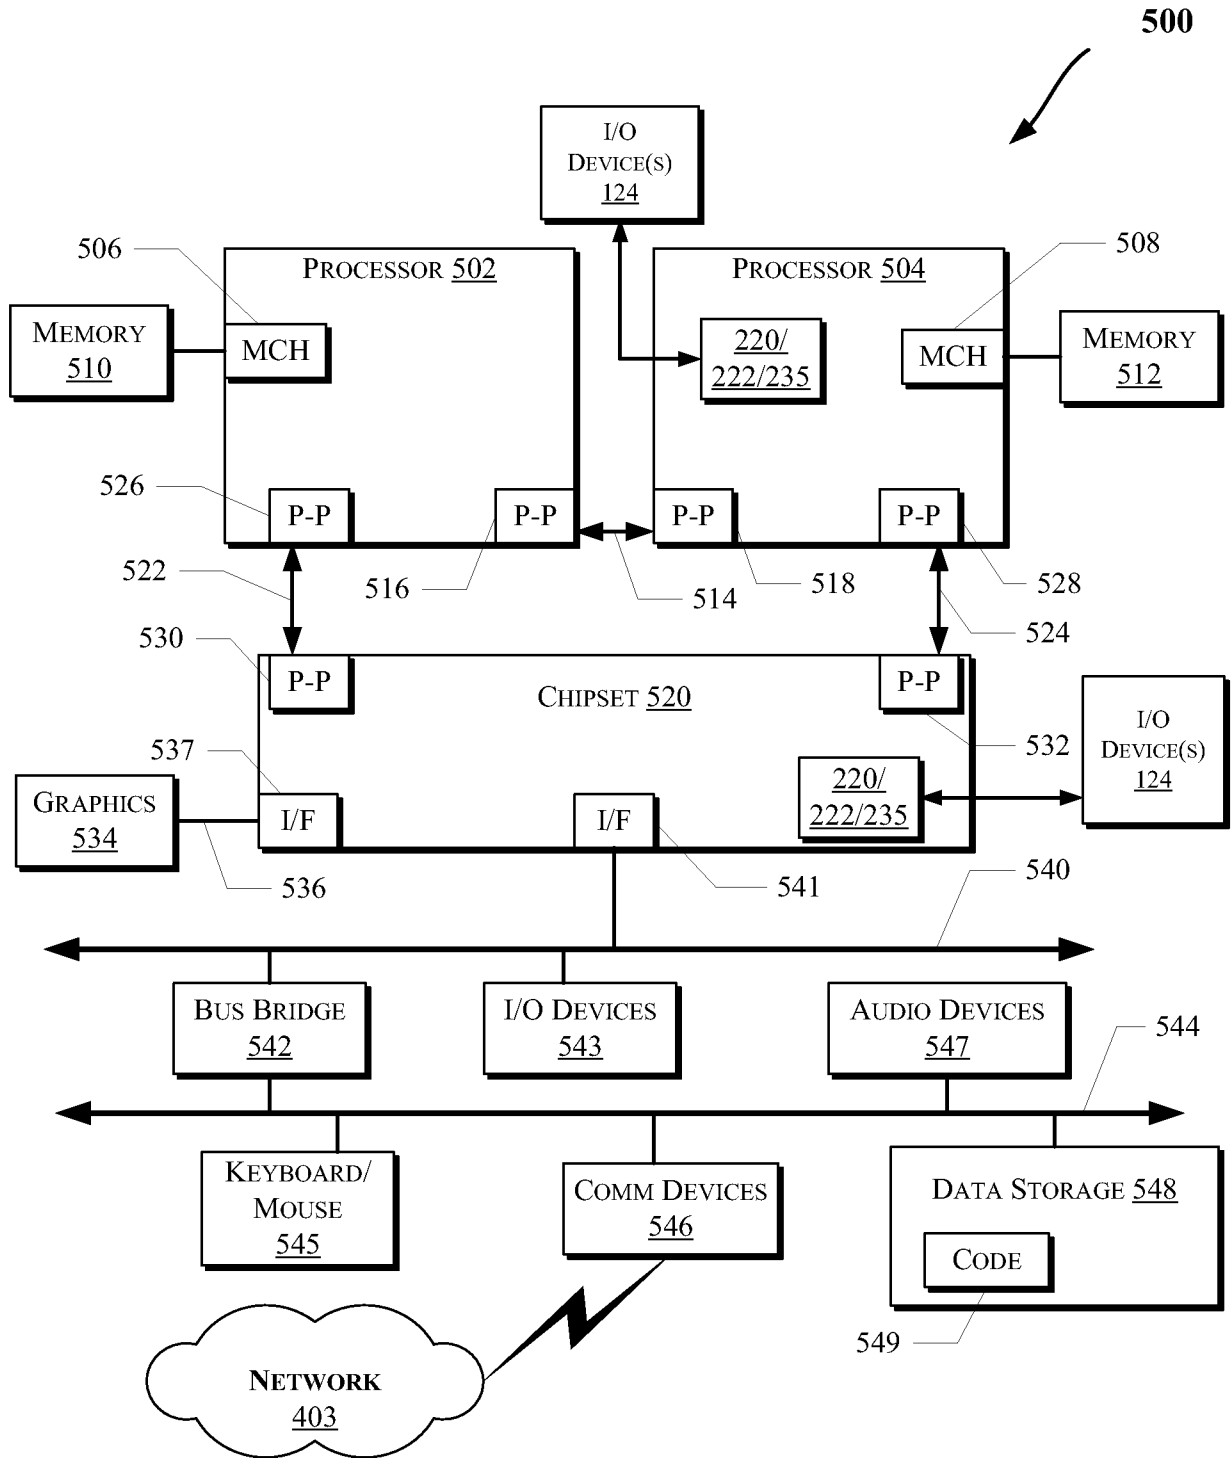 500
I/O
DEVICE(S)
124
506
PROCESSOR 502
PROCESSOR 504
508
MEMORY
510
MCH
220/
222/235
MCH
MEMORY
512
526
P-P
P-P
P-P
P-P
522
516
514
518
528
524
530
P-P
CHIPSET 520
P-P
532
I/O
DEVICE(S)
124
537
GRAPHICS
534
I/F
I/F
220/
222/235
536
541
540
BUS BRIDGE
542
I/O DEVICES
543
AUDIO DEVICES
547
544
KEYBOARD/
MOUSE
545
COMM DEVICES
546
DATA STORAGE 548
CODE
549
NETWORK
403